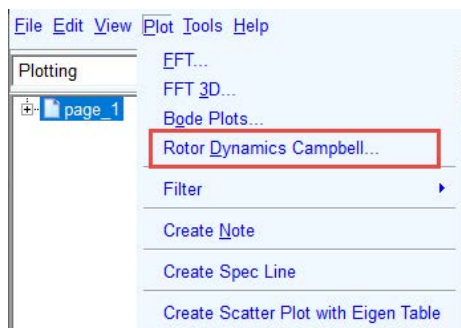 File Edit View Plot Tools Help
Plotting
page_1
FFT...
FFT 3D...
Bode Plots...
Rotor Dynamics Campbell...
Filter
Create Note
Create Spec Line
Create Scatter Plot with Eigen Table